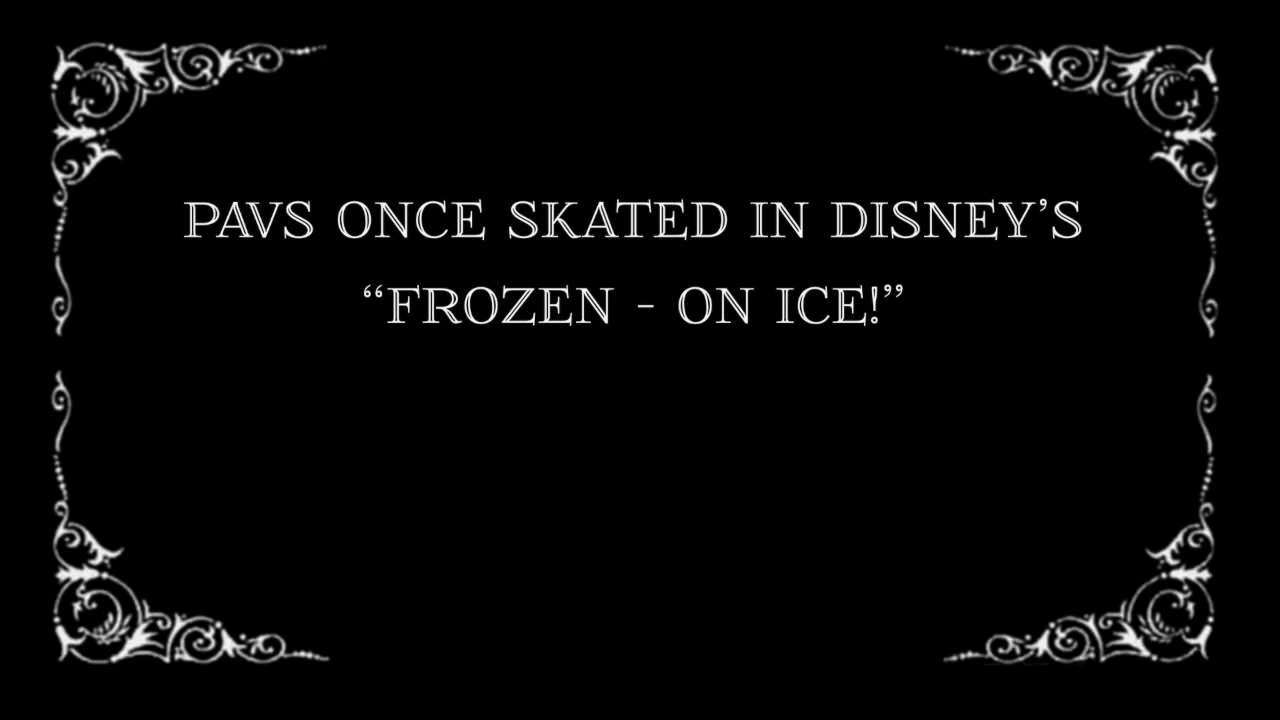 PAVS ONCE SKATED IN DISNEY’S
“FROZEN - ON ICE!”